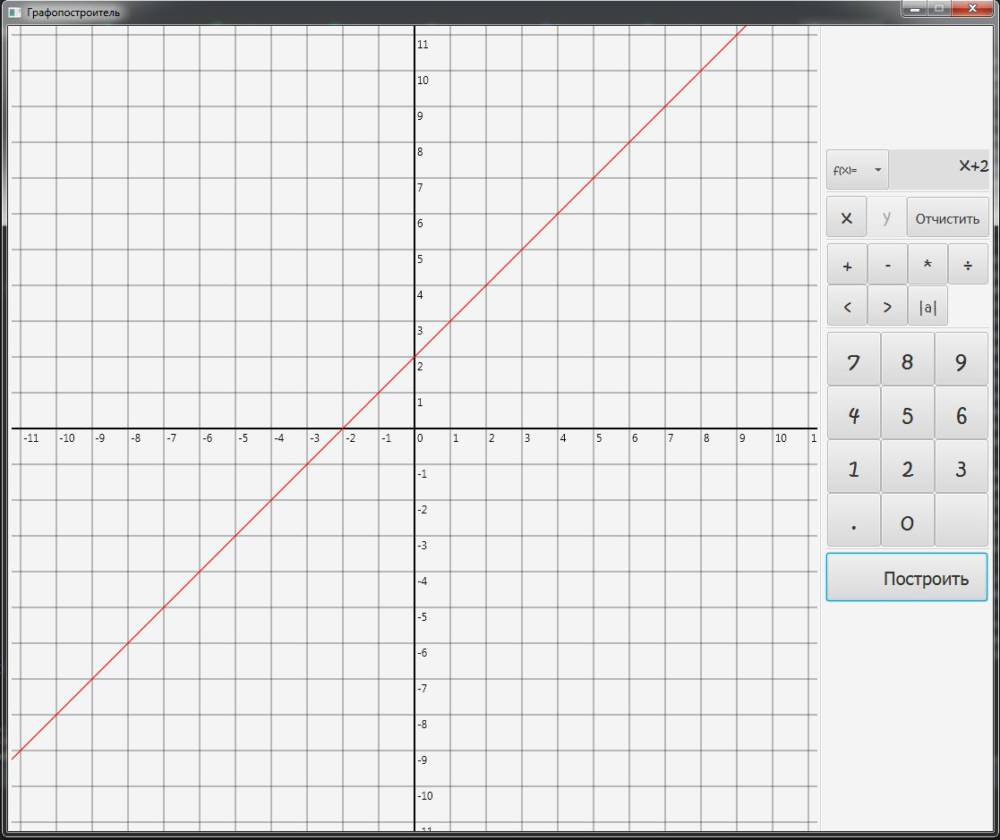 Графопостроитель
11
10
9
8
7
6
5
4
3
2
1
-11 -10 -9 -8 -7 -6 -5 -4 -3 -2 -1 0 1 2 3 4 5 6 7 8 9 10 1
-1
-2
-3
-4
-5
-6
-7
-8
-9
-10
f(x)= x+2
x y Отчистить
+ - * ÷
< > |a|
7 8 9
4 5 6
1 2 3
. 0
Построить